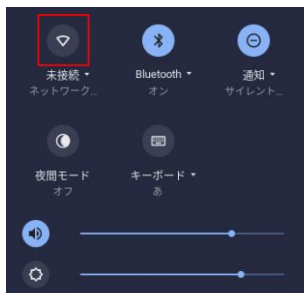 未接続
Bluetooth
通知
ネットワーク...
オン
サイレント...
夜間モード
キーボード
オフ
あ